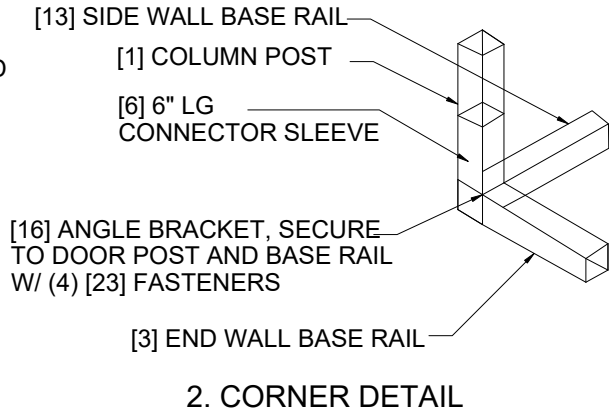 [13] SIDE WALL BASE RAIL
[1] COLUMN POST
[6] 6" LG
CONNECTOR SLEEVE
[16] ANGLE BRACKET, SECURE
TO DOOR POST AND BASE RAIL
W/ (4) [23] FASTENERS
[3] END WALL BASE RAIL
2. CORNER DETAIL